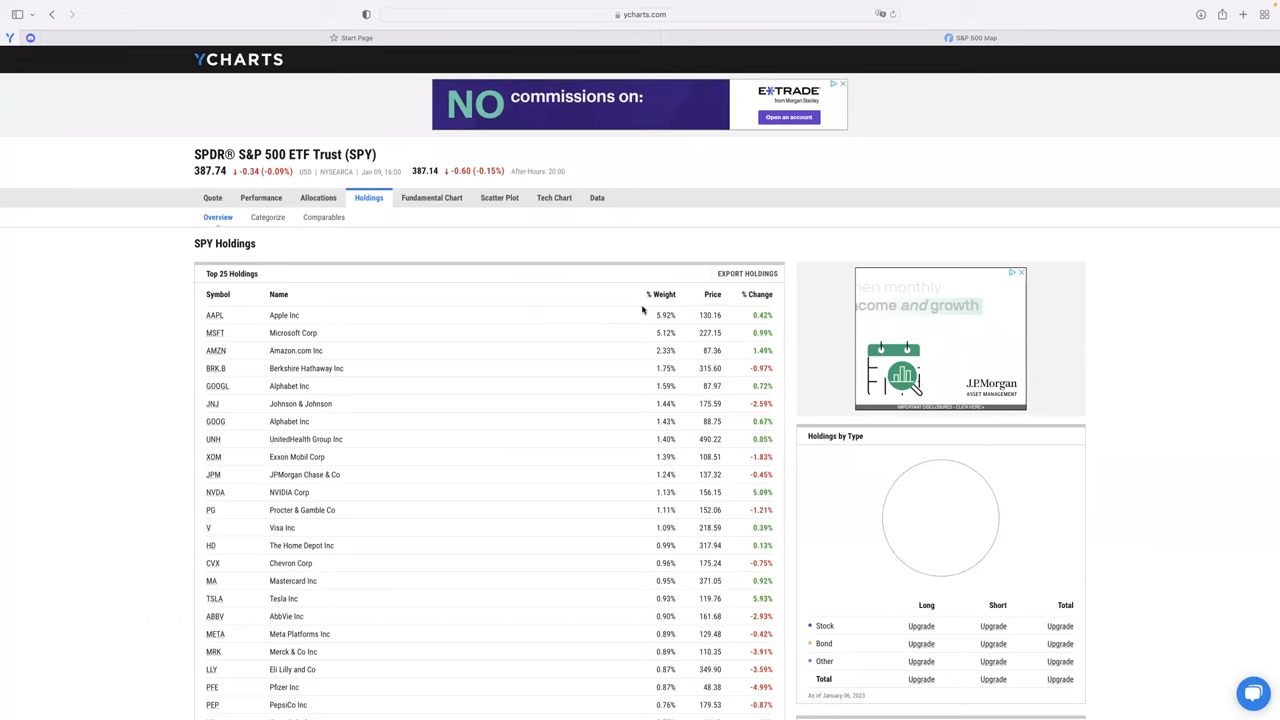 ycharts.com
Start Page
S&P 500 Map
YCHARTS
NO commissions on:
E*TRADE
from Morgan Stanley
Open an account
SPDR® S&P 500 ETF Trust (SPY)
387.74 ↓ -0.34 (-0.09%) USD | NYSEARCA | Jan 09, 16:00 387.14 ↓ -0.60 (-0.15%) After-Hours: 20:00
Quote Performance Allocations Holdings Fundamental Chart Scatter Plot Tech Chart Data
Overview Categorize Comparables
SPY Holdings
Top 25 Holdings EXPORT HOLDINGS
Symbol Name % Weight Price % Change
AAPL Apple Inc 5.92% 130.16 0.42%
MSFT Microsoft Corp 5.12% 227.15 0.99%
AMZN Amazon.com Inc 2.33% 87.36 1.49%
BRK.B Berkshire Hathaway Inc 1.75% 315.60 -0.97%
GOOGL Alphabet Inc 1.59% 87.97 0.72%
JNJ Johnson & Johnson 1.44% 175.59 -2.59%
GOOG Alphabet Inc 1.43% 88.75 0.67%
UNH UnitedHealth Group Inc 1.40% 490.22 0.05%
XOM Exxon Mobil Corp 1.39% 108.51 -1.83%
JPM JPMorgan Chase & Co 1.24% 137.32 -0.45%
NVDA NVIDIA Corp 1.13% 156.15 5.09%
PG Procter & Gamble Co 1.11% 152.06 -1.21%
V Visa Inc 1.09% 218.59 0.39%
HD The Home Depot Inc 0.99% 317.94 0.13%
CVX Chevron Corp 0.96% 175.24 -0.75%
MA Mastercard Inc 0.95% 371.05 0.92%
TSLA Tesla Inc 0.93% 119.76 5.93%
ABBV AbbVie Inc 0.90% 161.68 -2.93%
META Meta Platforms Inc 0.89% 129.48 -0.42%
MRK Merck & Co Inc 0.89% 110.35 -3.91%
LLY Eli Lilly and Co 0.87% 349.90 -3.59%
PFE Pfizer Inc 0.87% 48.38 -4.99%
PEP PepsiCo Inc 0.76% 179.53 -0.87%
hen monthly
come and growth
J.P.Morgan
ASSET MANAGEMENT
IMPORTANT DISCLOSURES - CLICK HERE >
Holdings by Type
Long Short Total
Stock Upgrade Upgrade Upgrade
Bond Upgrade Upgrade Upgrade
Other Upgrade Upgrade Upgrade
Total Upgrade Upgrade Upgrade
As of January 06, 2023